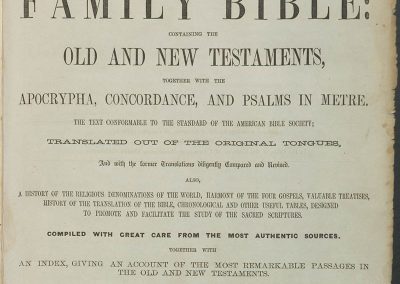 FAMILY BIBLE:
CONTAINING THE
OLD AND NEW TESTAMENTS,
TOGETHER WITH THE
APOCRYPHA, CONCORDANCE, AND PSALMS IN METRE.
THE TEXT CONFORMABLE TO THE STANDARD OF THE AMERICAN BIBLE SOCIETY;
TRANSLATED OUT OF THE ORIGINAL TONGUES,
And with the former Translations diligently Compared and Revised.
ALSO,
A HISTORY OF THE RELIGIOUS DENOMINATIONS OF THE WORLD, HARMONY OF THE FOUR GOSPELS, VALUABLE TREATISES,
HISTORY OF THE TRANSLATION OF THE BIBLE, CHRONOLOGICAL AND OTHER USEFUL TABLES, DESIGNED
TO PROMOTE AND FACILITATE THE STUDY OF THE SACRED SCRIPTURES.
COMPILED WITH GREAT CARE FROM THE MOST AUTHENTIC SOURCES.
TOGETHER WITH
AN INDEX, GIVING AN ACCOUNT OF THE MOST REMARKABLE PASSAGES IN
THE OLD AND NEW TESTAMENTS.